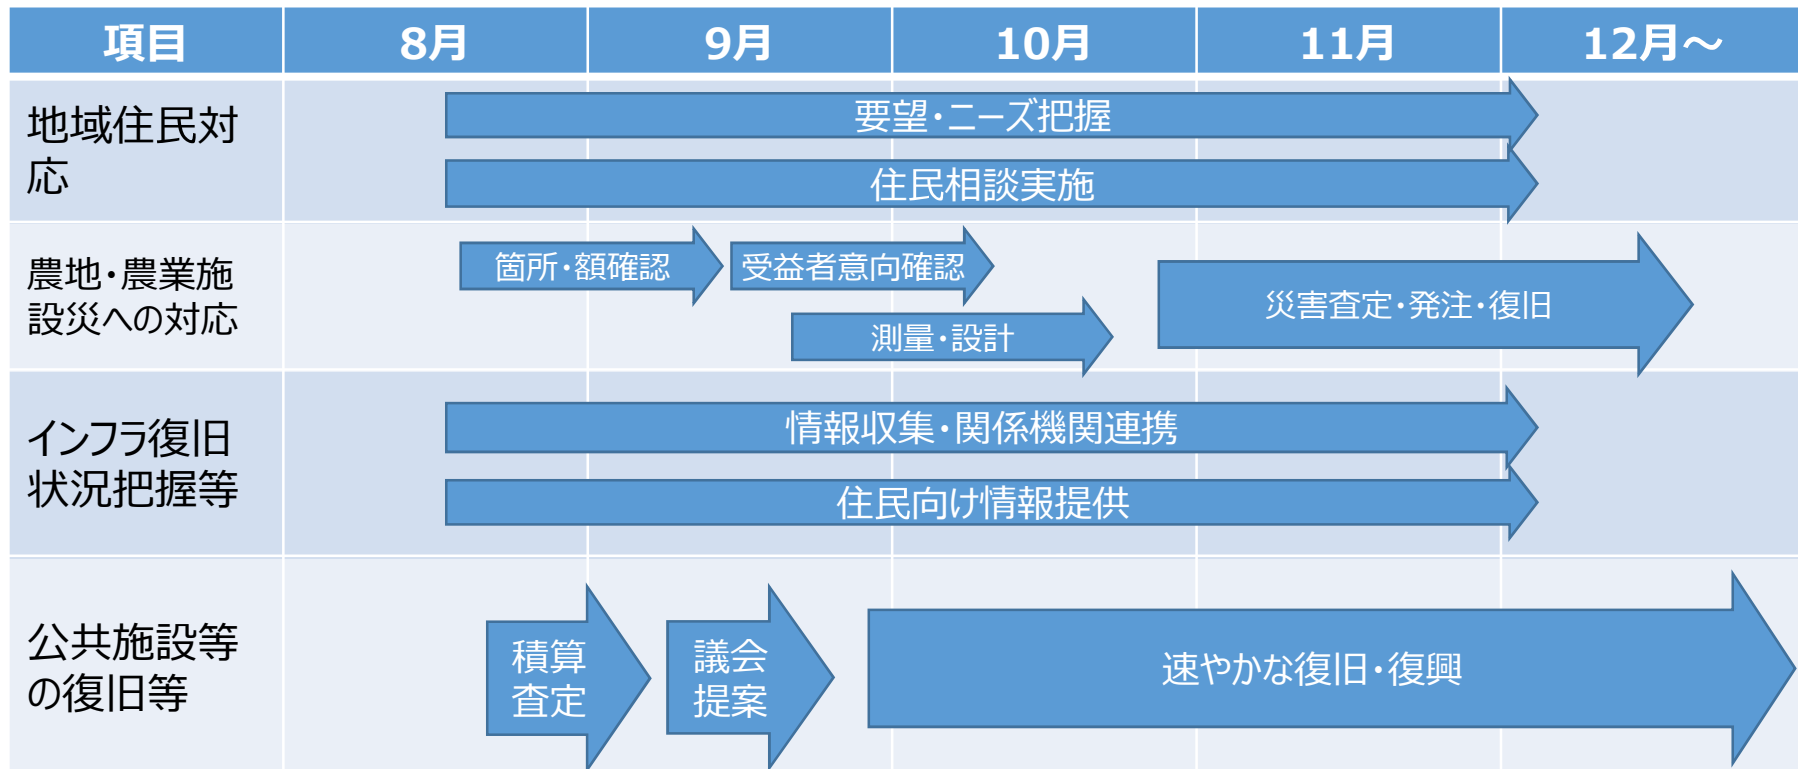 項目
8月
9月
10月
11月
12月～
地域住民対
応
要望・ニーズ把握
住民相談実施
農地・農業施
設災への対応
箇所・額確認
受益者意向確認
測量・設計
災害査定・発注・復旧
インフラ復旧
状況把握等
情報収集・関係機関連携
住民向け情報提供
公共施設等
の復旧等
積算
査定
議会
提案
速やかな復旧・復興